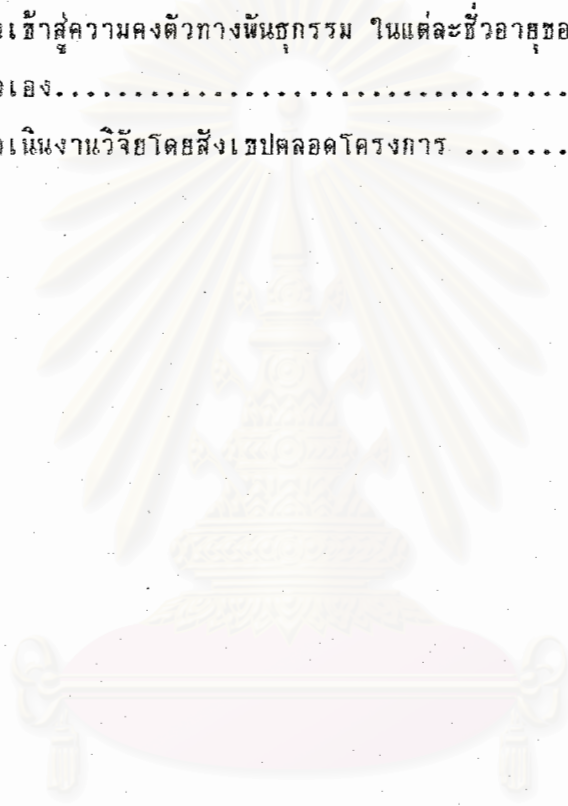 เข้าสู่ความคงตัวทางพันธุกรรม ในแต่ละชั่วอายุขอ
เอง..................................
เนินงานวิจัยโดยสังเขปตลอดโครงการ .......